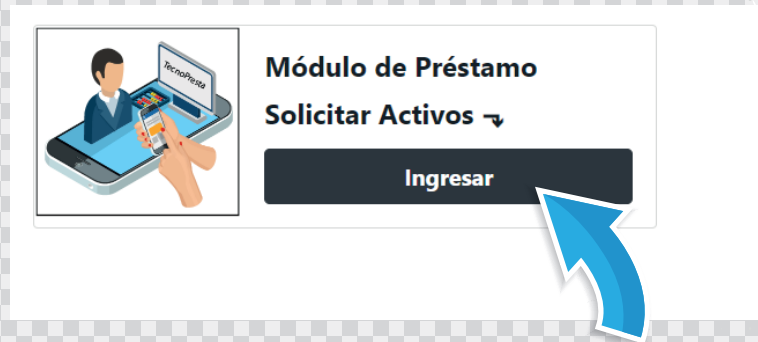 TecnoPresta
Módulo de Préstamo
Solicitar Activos
Ingresar